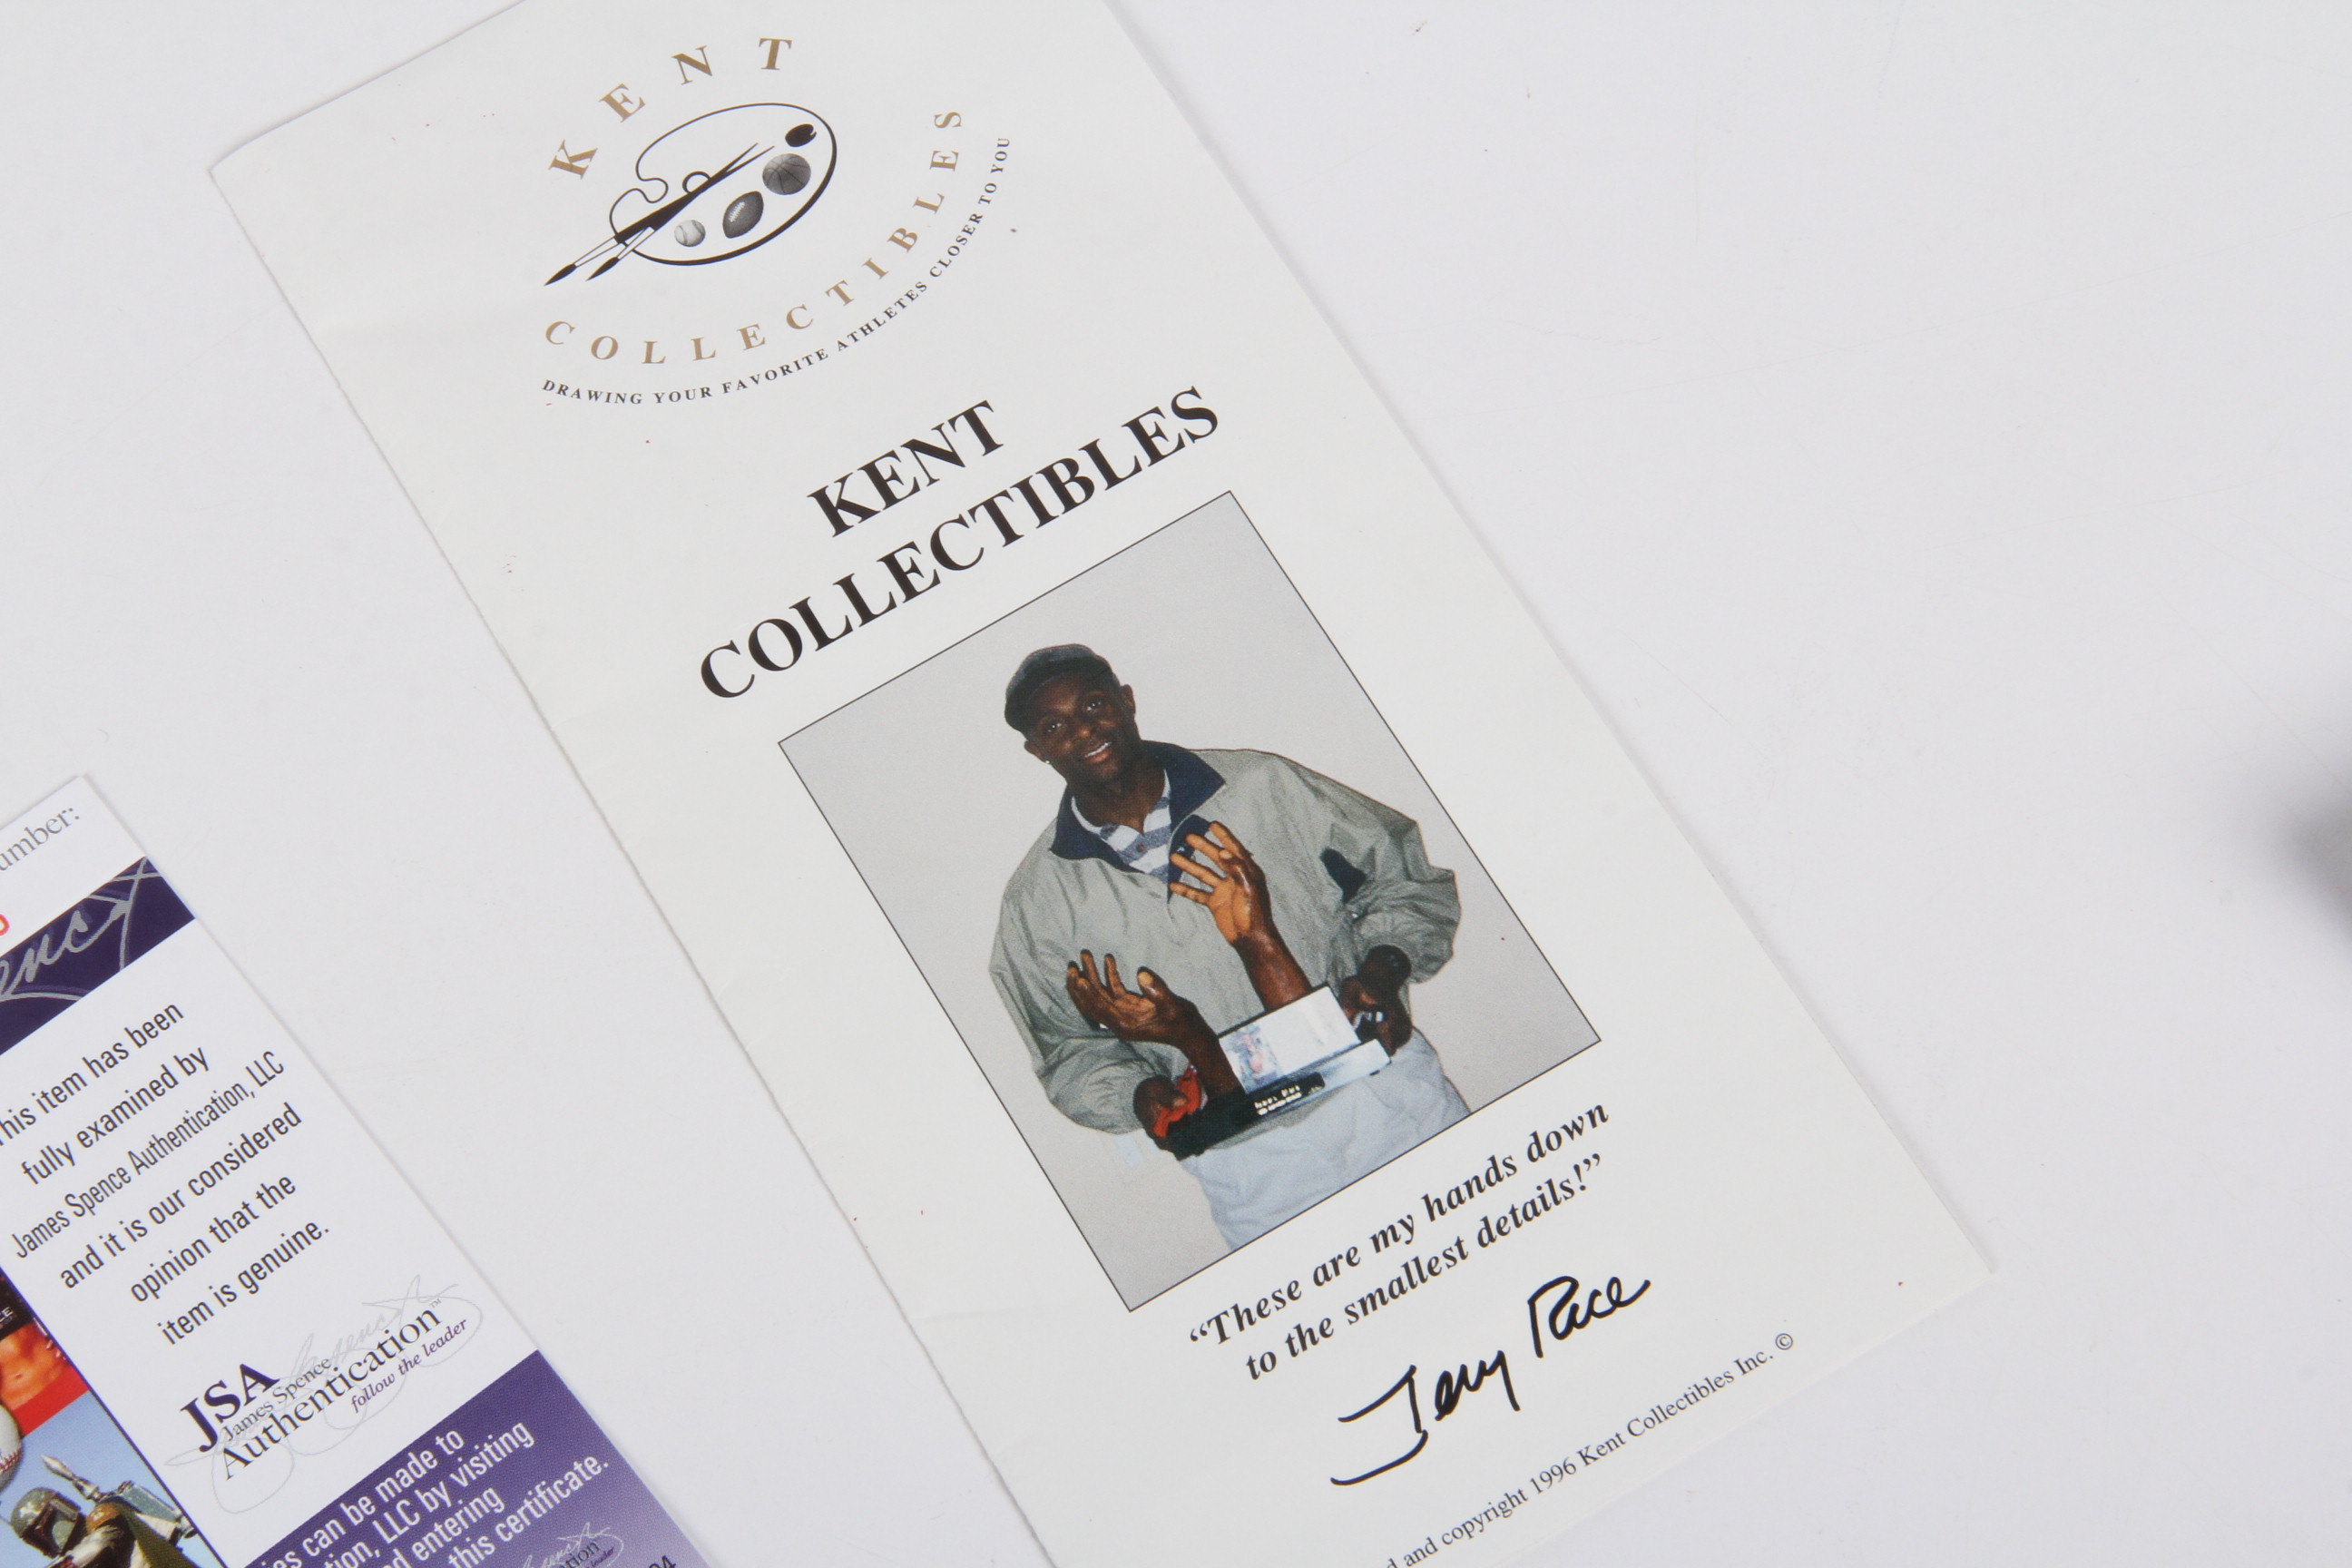 KENT
COLLECTIBLES
DRAWING YOUR FAVORITE ATHLETES CLOSER TO YOU
KENT
COLLECTIBLES
“These are my hands down
to the smallest details!”
Jerry Rice
and copyright 1996 Kent Collectibles Inc. ©
item has been
fully examined by
James Spence Authentication, LLC
and it is our considered
opinion that the
item is genuine.
JSA
James Spence
Authentication™
follow the leader
can be made to
LLC by visiting
entering
this certificate.